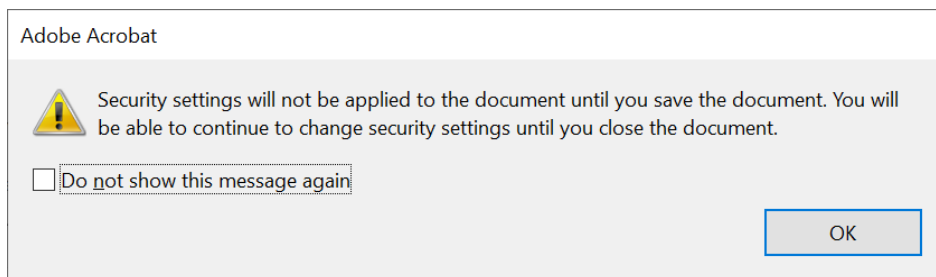 Adobe Acrobat
Security settings will not be applied to the document until you save the document. You will
be able to continue to change security settings until you close the document.
Do not show this message again
OK